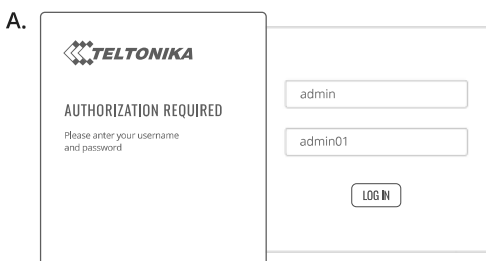 A.
TELTONIKA
AUTHORIZATION REQUIRED
Please anter your username
and password
admin
admin01
LOG IN